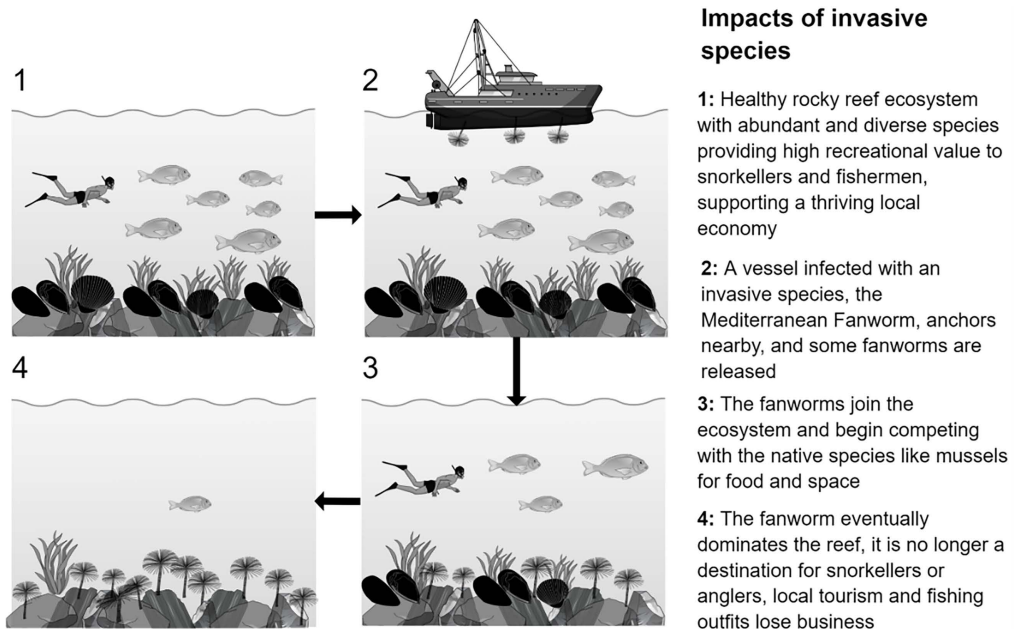 Impacts of invasive
species
1
2
1: Healthy rocky reef ecosystem
with abundant and diverse species
providing high recreational value to
snorkellers and fishermen,
supporting a thriving local
economy
2: A vessel infected with an
invasive species, the
Mediterranean Fanworm, anchors
nearby, and some fanworms are
released
4
3
3: The fanworms join the
ecosystem and begin competing
with the native species like mussels
for food and space
4: The fanworm eventually
dominates the reef, it is no longer a
destination for snorkellers or
anglers, local tourism and fishing
outfits lose business